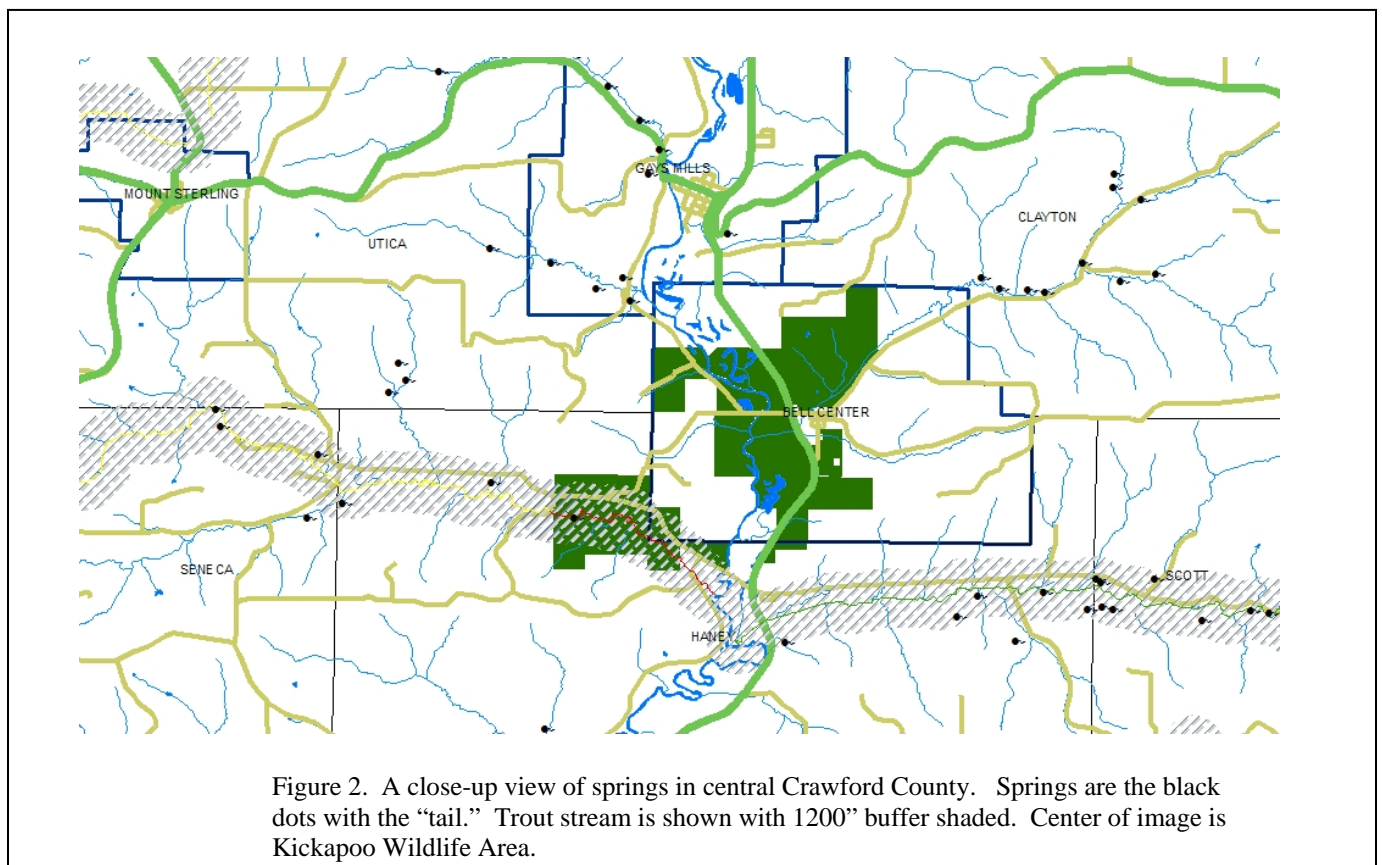 GAYS MILLS
MOUNT STERLING
CLAYTON
UTICA
BELL CENTER
SENECA
SCOTT
HANEY
Figure 2. A close-up view of springs in central Crawford County. Springs are the black
dots with the “tail.” Trout stream is shown with 1200” buffer shaded. Center of image is
Kickapoo Wildlife Area.